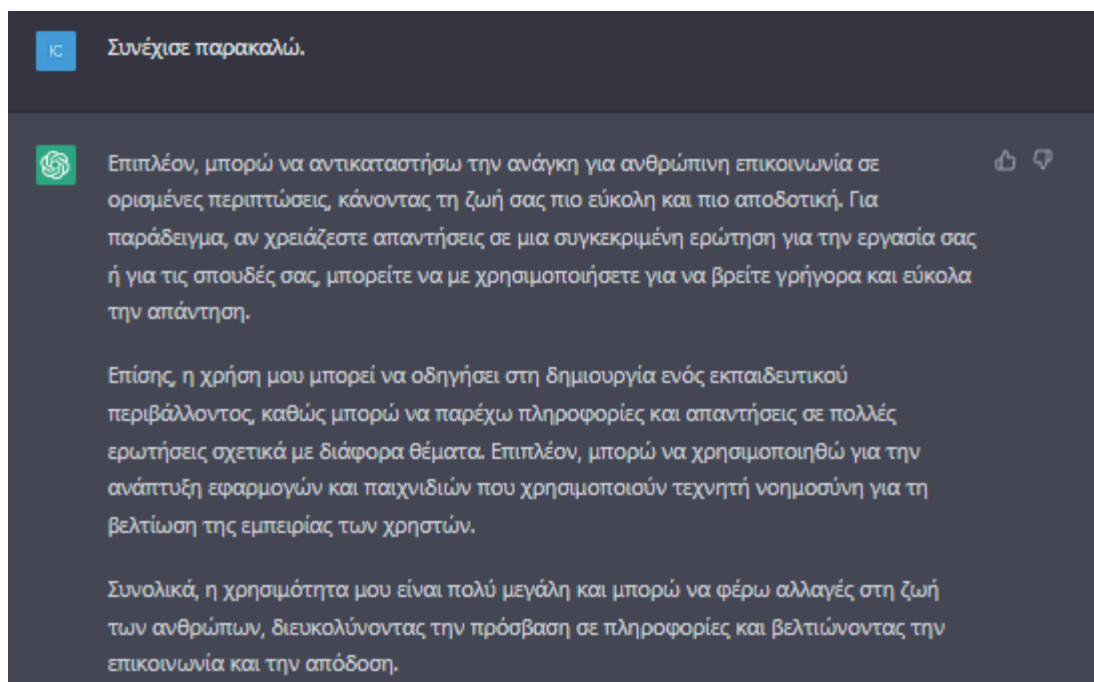 IC
Συνέχισε παρακαλώ.
Επιπλέον, μπορώ να αντικαταστήσω την ανάγκη για ανθρώπινη επικοινωνία σε
ορισμένες περιπτώσεις, κάνοντας τη ζωή σας πιο εύκολη και πιο αποδοτική. Για
παράδειγμα, αν χρειάζεστε απαντήσεις σε μια συγκεκριμένη ερώτηση για την εργασία σας
ή για τις σπουδές σας, μπορείτε να με χρησιμοποιήσετε για να βρείτε γρήγορα και εύκολα
την απάντηση.
Επίσης, η χρήση μου μπορεί να οδηγήσει στη δημιουργία ενός εκπαιδευτικού
περιβάλλοντος, καθώς μπορώ να παρέχω πληροφορίες και απαντήσεις σε πολλές
ερωτήσεις σχετικά με διάφορα θέματα. Επιπλέον, μπορώ να χρησιμοποιηθώ για την
ανάπτυξη εφαρμογών και παιχνιδιών που χρησιμοποιούν τεχνητή νοημοσύνη για τη
βελτίωση της εμπειρίας των χρηστών.
Συνολικά, η χρησιμότητα μου είναι πολύ μεγάλη και μπορώ να φέρω αλλαγές στη ζωή
των ανθρώπων, διευκολύνοντας την πρόσβαση σε πληροφορίες και βελτιώνοντας την
επικοινωνία και την απόδοση.